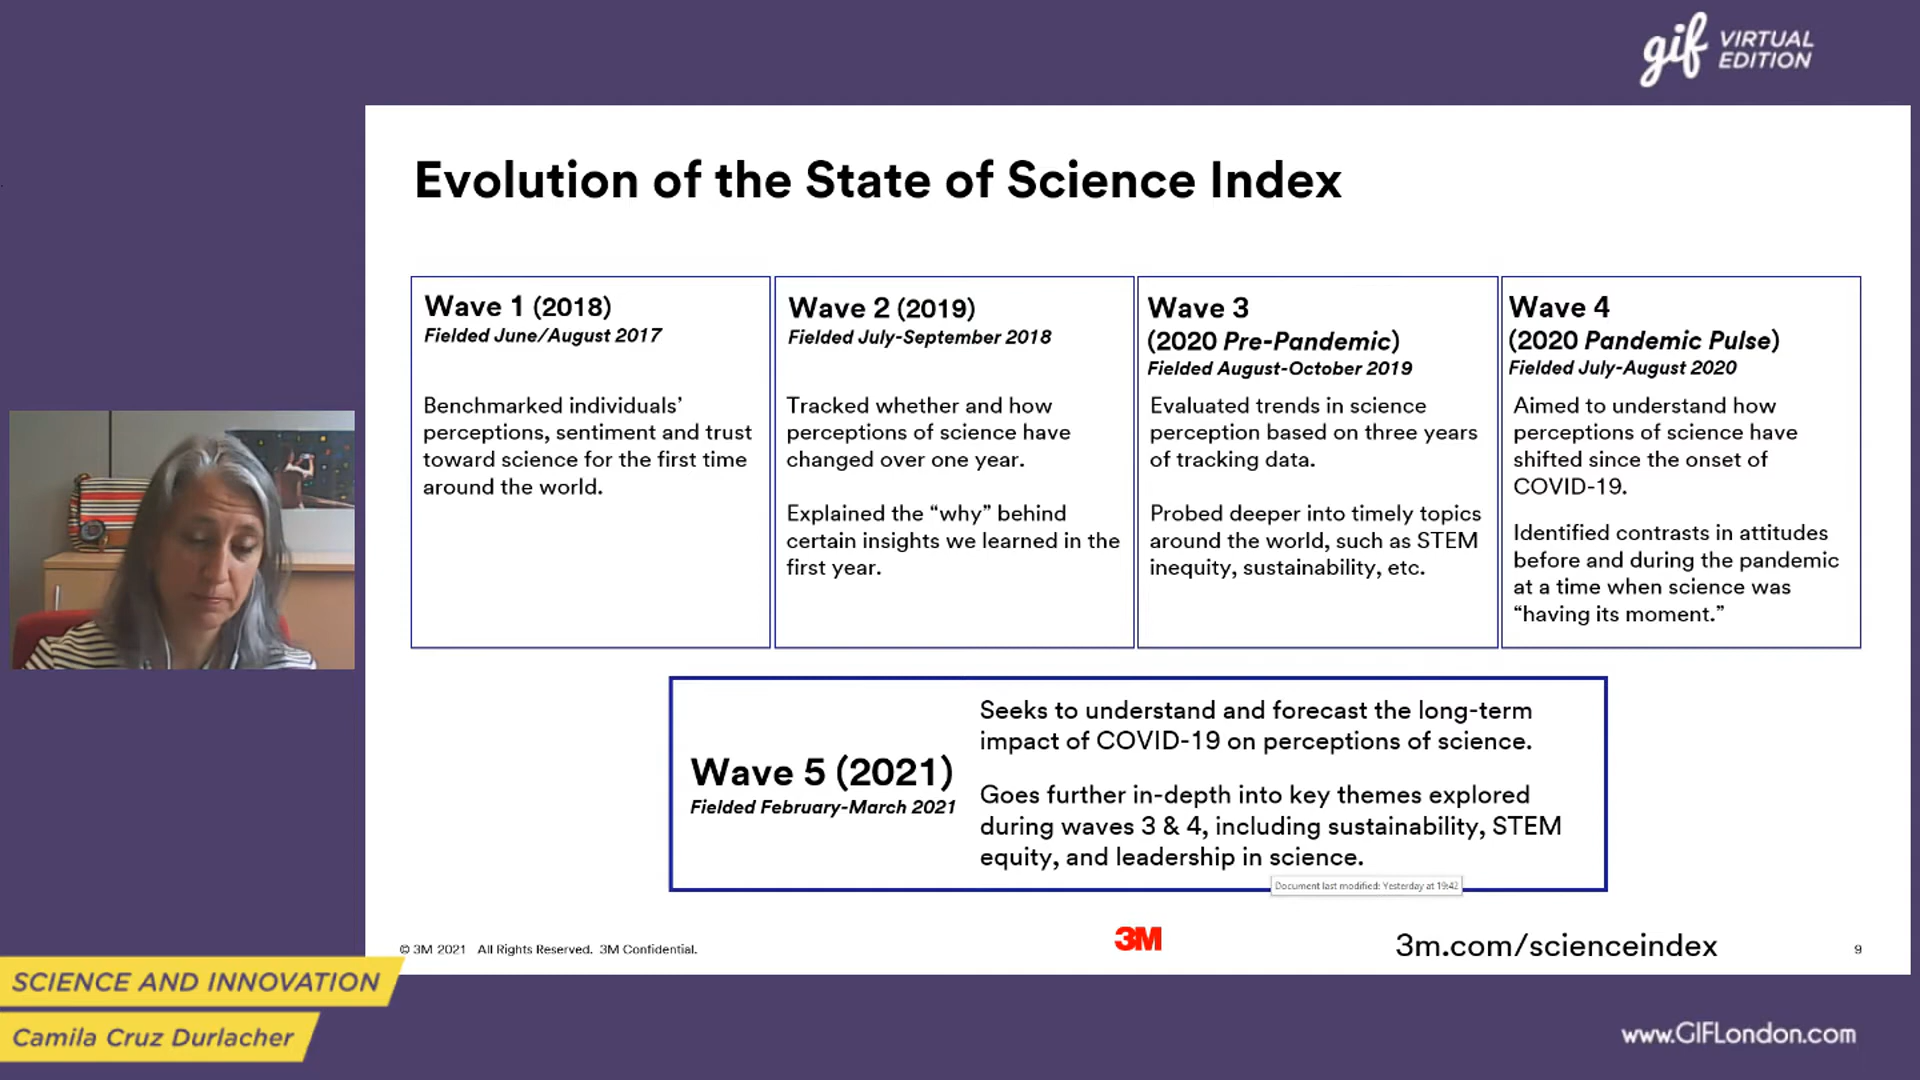 gif VIRTUAL
EDITION
Evolution of the State of Science Index
Wave 1 (2018)
Fielded June/August 2017
Benchmarked individuals’
perceptions, sentiment and trust
toward science for the first time
around the world.
Wave 2 (2019)
Fielded July-September 2018
Tracked whether and how
perceptions of science have
changed over one year.
Explained the “why” behind
certain insights we learned in the
first year.
Wave 3
(2020 Pre-Pandemic)
Fielded August-October 2019
Evaluated trends in science
perception based on three years
of tracking data.
Probed deeper into timely topics
around the world, such as STEM
inequity, sustainability, etc.
Wave 4
(2020 Pandemic Pulse)
Fielded July-August 2020
Aimed to understand how
perceptions of science have
shifted since the onset of
COVID-19.
Identified contrasts in attitudes
before and during the pandemic
at a time when science was
“having its moment.”
Wave 5 (2021)
Fielded February-March 2021
Seeks to understand and forecast the long-term
impact of COVID-19 on perceptions of science.
Goes further in-depth into key themes explored
during waves 3 & 4, including sustainability, STEM
equity, and leadership in science.
Document last modified: Yesterday at 19:42
© 3M 2021 All Rights Reserved. 3M Confidential.
3M
3m.com/scienceindex
9
SCIENCE AND INNOVATION
Camila Cruz Durlacher
www.GIFLondon.com